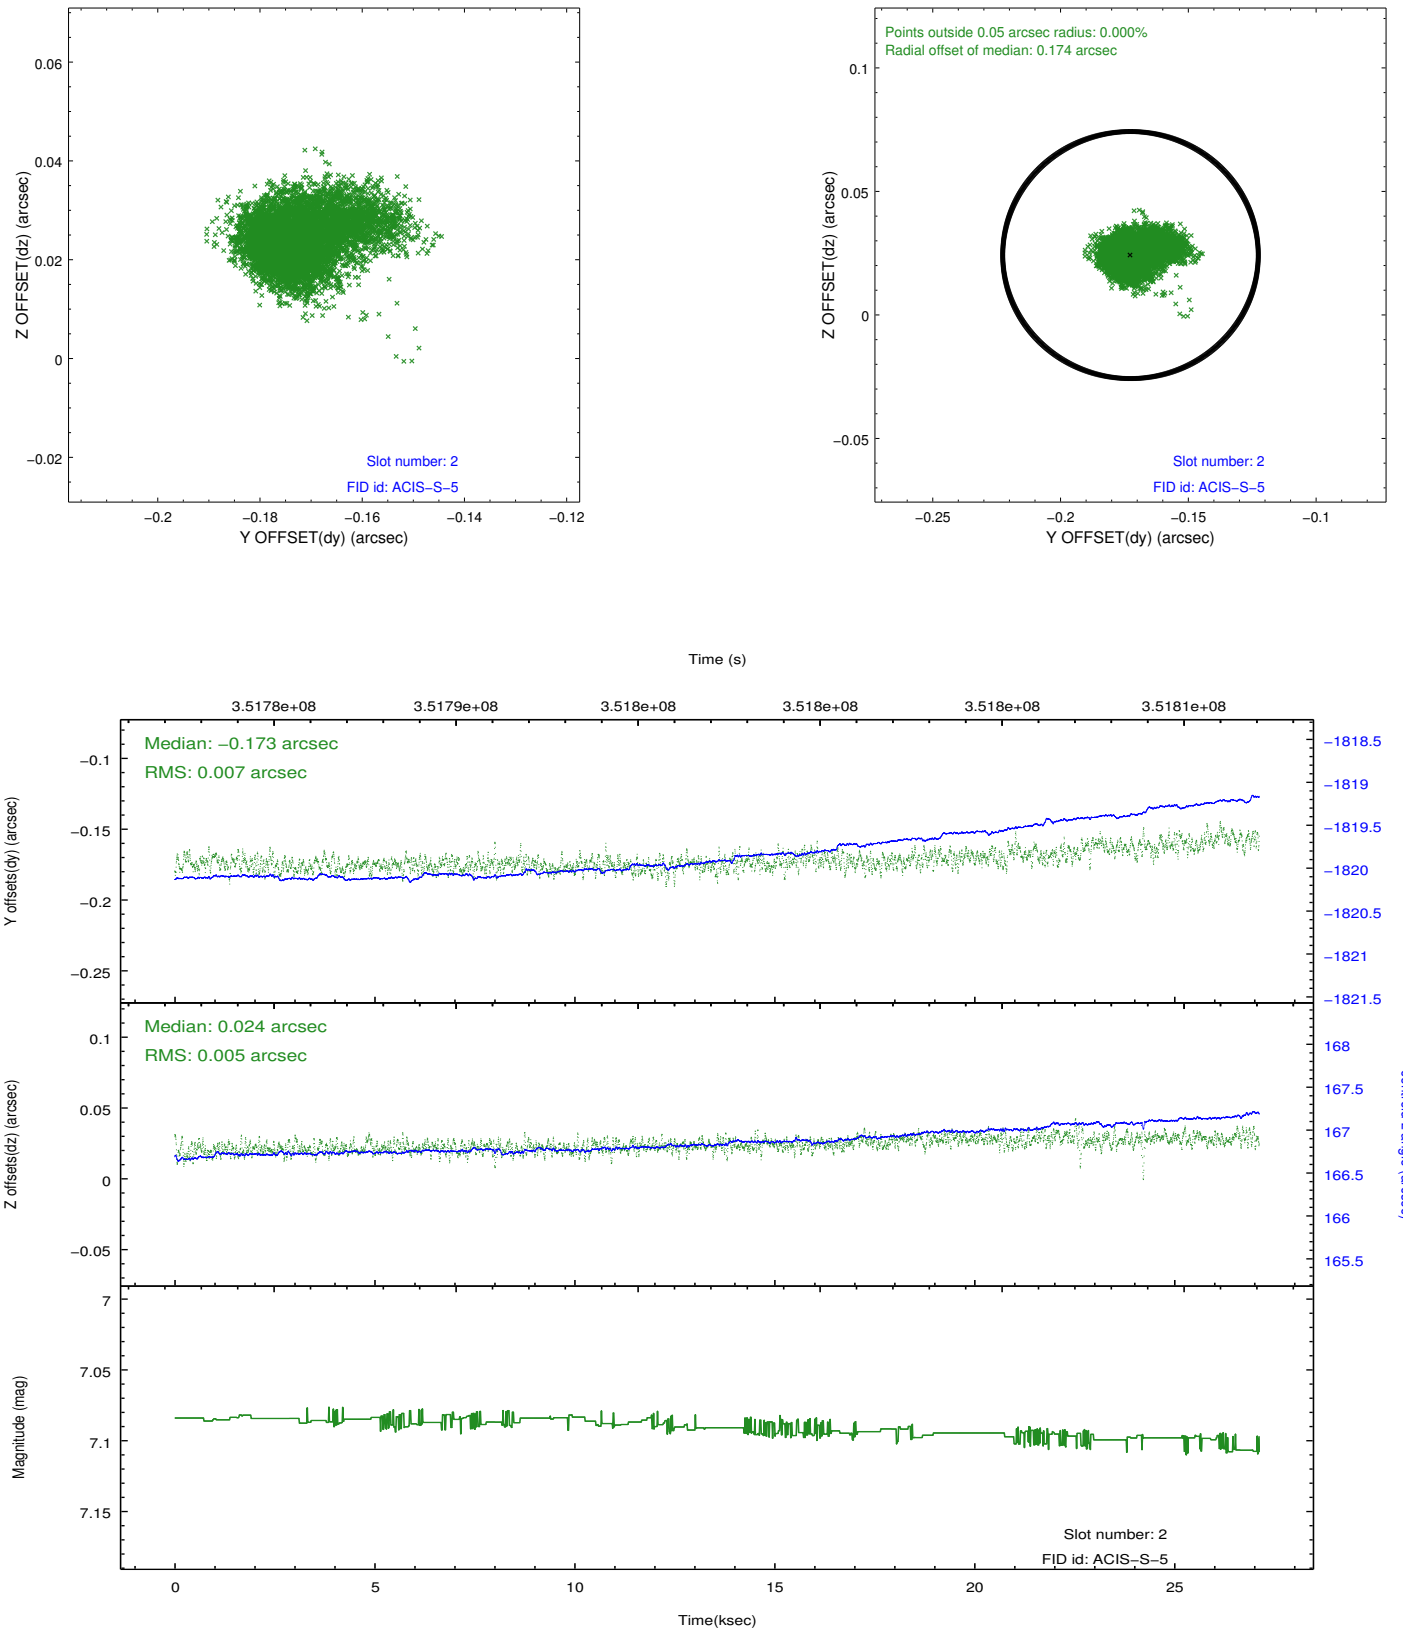 0.06
0.04
0.02
0
−0.02
Z OFFSET(dz) (arcsec)
Slot number: 2
FID id: ACIS−S−5
−0.2 −0.18 −0.16 −0.14 −0.12
Y OFFSET(dy) (arcsec)
Points outside 0.05 arcsec radius: 0.000%
Radial offset of median: 0.174 arcsec
0.1
0.05
0
−0.05
Z OFFSET(dz) (arcsec)
Slot number: 2
FID id: ACIS−S−5
−0.25 −0.2 −0.15 −0.1
Y OFFSET(dy) (arcsec)
Time (s)
3.5178e+08 3.5179e+08 3.518e+08 3.518e+08 3.518e+08 3.5181e+08
Median: −0.173 arcsec
RMS: 0.007 arcsec
−0.1
−0.15
−0.2
−0.25
Y offsets(dy) (arcsec)
−1818.5
−1819
−1819.5
−1820
−1820.5
−1821
−1821.5
Median: 0.024 arcsec
RMS: 0.005 arcsec
0.1
0.05
0
−0.05
Z offsets(dz) (arcsec)
168
167.5
167
166.5
166
165.5
7
7.05
7.1
7.15
Magnitude (mag)
Slot number: 2
FID id: ACIS−S−5
0 5 10 15 20 25
Time(ksec)